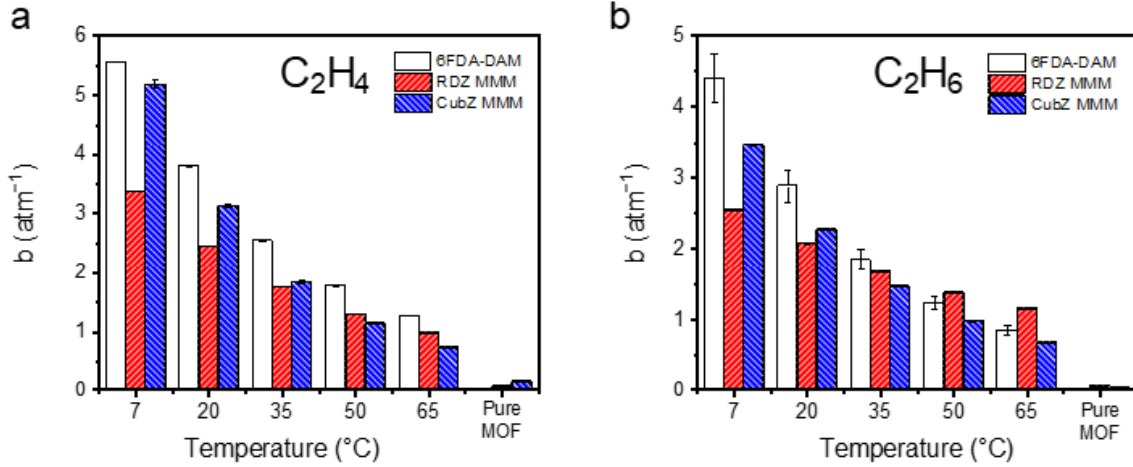 a
C₂H₄
6FDA-DAM
RDZ MMM
CubZ MMM
b (atm⁻¹)
6
5
4
3
2
1
0
7 20 35 50 65 Pure MOF
Temperature (°C)
b
C₂H₆
6FDA-DAM
RDZ MMM
CubZ MMM
b (atm⁻¹)
5
4
3
2
1
0
7 20 35 50 65 Pure MOF
Temperature (°C)